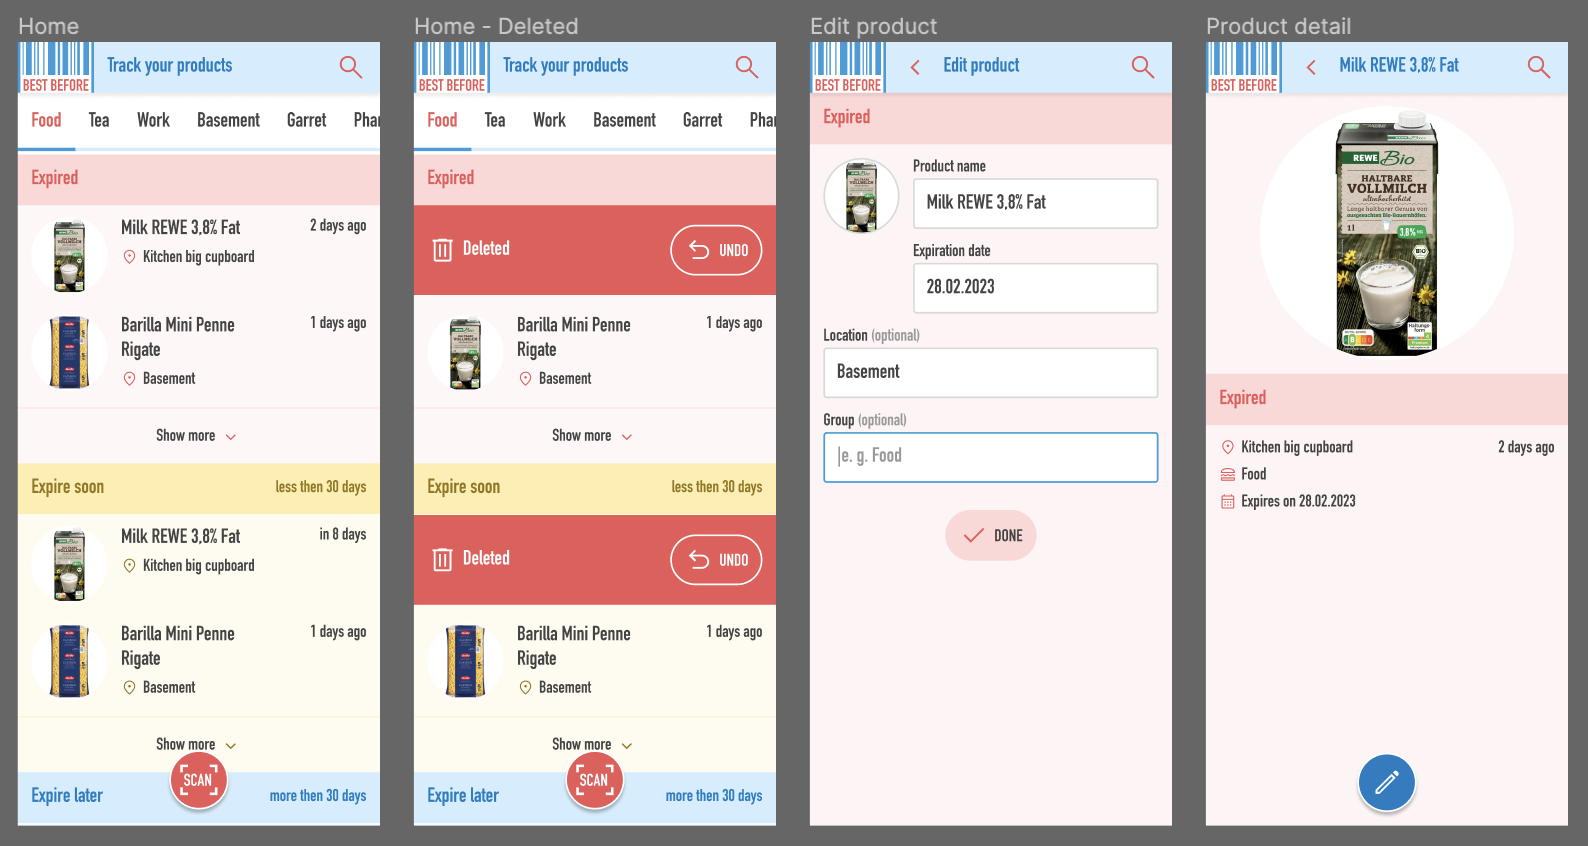 Home
BEST BEFORE
Track your products
Food Tea Work Basement Garret Phar
Expired
Milk REWE 3,8% Fat
2 days ago
Kitchen big cupboard
Barilla Mini Penne
Rigate
1 days ago
Basement
Show more
Expire soon
less then 30 days
Milk REWE 3,8% Fat
in 8 days
Kitchen big cupboard
Barilla Mini Penne
Rigate
1 days ago
Basement
Show more
SCAN
Expire later
more then 30 days
Home - Deleted
BEST BEFORE
Track your products
Food Tea Work Basement Garret Phar
Expired
Deleted
UNDO
Barilla Mini Penne
Rigate
1 days ago
Basement
Show more
Expire soon
less then 30 days
Deleted
UNDO
Barilla Mini Penne
Rigate
1 days ago
Basement
Show more
SCAN
Expire later
more then 30 days
Edit product
BEST BEFORE
Edit product
Expired
Product name
Milk REWE 3,8% Fat
Expiration date
28.02.2023
Location (optional)
Basement
Group (optional)
e. g. Food
DONE
Product detail
BEST BEFORE
Milk REWE 3,8% Fat
REWE Bio
HALTBARE
VOLLMILCH
ultrahocherhitzt
Lange haltbarer Genuss von
ausgesuchten Bio-Bauernhöfen.
1 l
3,8%
BIO
Expired
Kitchen big cupboard
2 days ago
Food
Expires on 28.02.2023